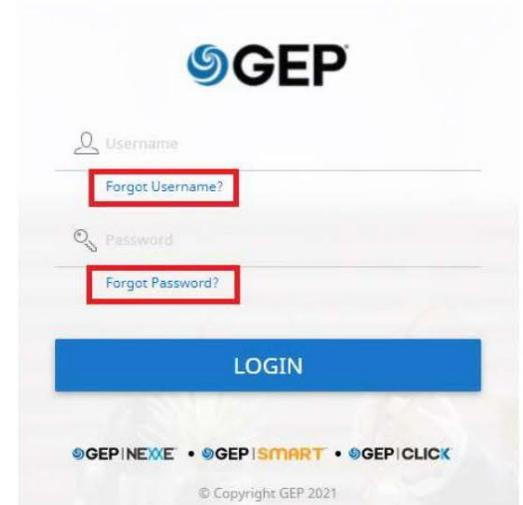 GEP
Username
Forgot Username?
Password
Forgot Password?
LOGIN
GEP|NEXXE • GEP|SMART • GEP|CLICK
© Copyright GEP 2021